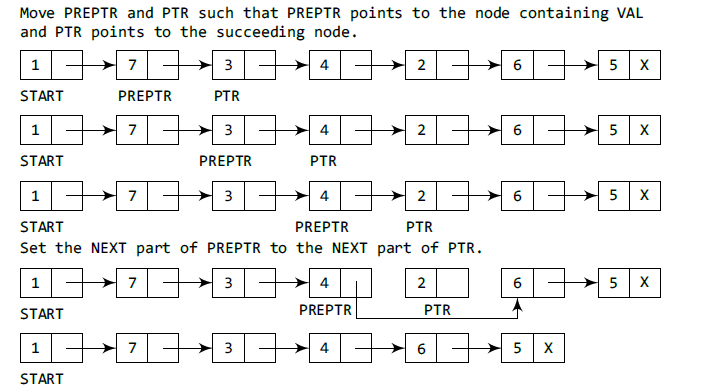 Move PREPTR and PTR such that PREPTR points to the node containing VAL
and PTR points to the succeeding node.
1 7 3 4 2 6 5 X
START PREPTR PTR
1 7 3 4 2 6 5 X
START PREPTR PTR
1 7 3 4 2 6 5 X
START PREPTR PTR
Set the NEXT part of PREPTR to the NEXT part of PTR.
1 7 3 4 2 6 5 X
START PREPTR PTR
1 7 3 4 6 5 X
START